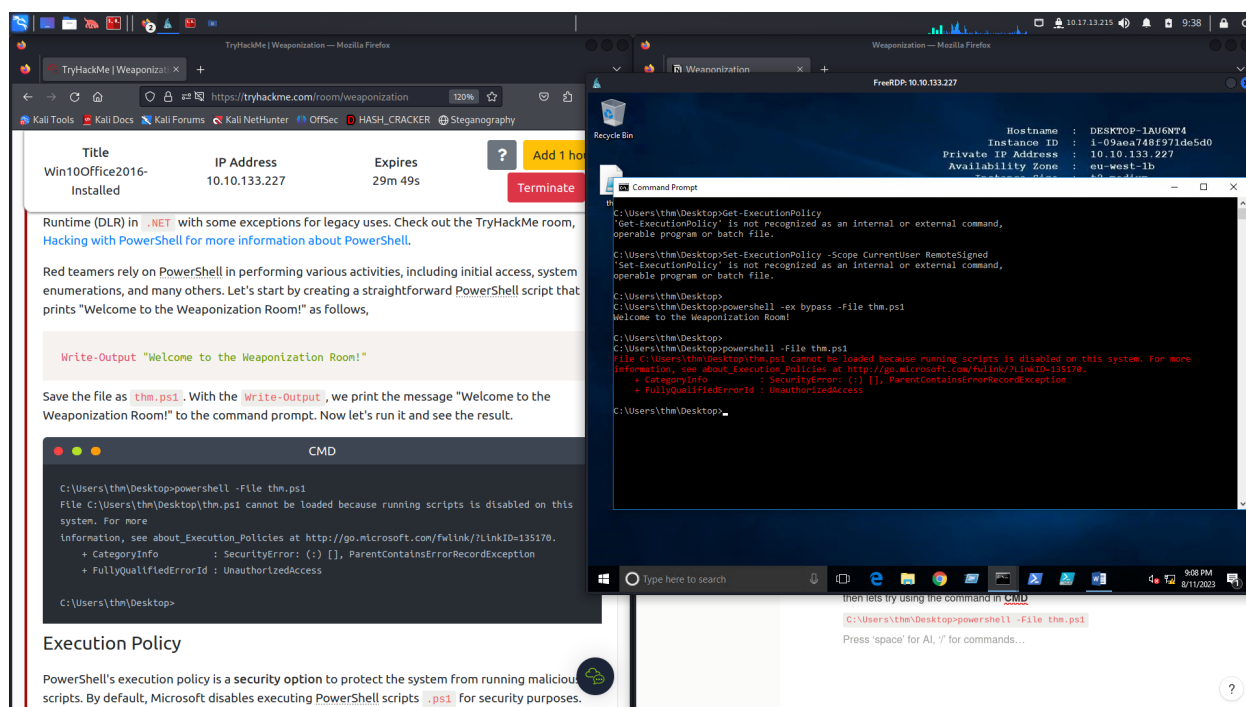 10.17.13.215
9:38
TryHackMe | Weaponization — Mozilla Firefox
TryHackMe | Weaponizat
https://tryhackme.com/room/weaponization
120%
Kali Tools
Kali Docs
Kali Forums
Kali NetHunter
OffSec
HASH_CRACKER
Steganography
Title
Win10Office2016-
Installed
IP Address
10.10.133.227
Expires
29m 49s
?
Add 1 ho
Terminate
Runtime (DLR) in .NET with some exceptions for legacy uses. Check out the TryHackMe room,
Hacking with PowerShell for more information about PowerShell.
Red teamers rely on PowerShell in performing various activities, including initial access, system
enumerations, and many others. Let's start by creating a straightforward PowerShell script that
prints "Welcome to the Weaponization Room!" as follows,
Write-Output "Welcome to the Weaponization Room!"
Save the file as thm.ps1 . With the Write-Output , we print the message "Welcome to the
Weaponization Room!" to the command prompt. Now let's run it and see the result.
CMD
C:\Users\thm\Desktop>powershell -File thm.ps1
File C:\Users\thm\Desktop\thm.ps1 cannot be loaded because running scripts is disabled on this
system. For more
information, see about_Execution_Policies at http://go.microsoft.com/fwlink/?LinkID=135170.
+ CategoryInfo : SecurityError: (:) [], ParentContainsErrorRecordException
+ FullyQualifiedErrorId : UnauthorizedAccess
C:\Users\thm\Desktop>
Execution Policy
PowerShell's execution policy is a security option to protect the system from running malicious
scripts. By default, Microsoft disables executing PowerShell scripts .ps1 for security purposes.
Weaponization — Mozilla Firefox
Weaponization
FreeRDP: 10.10.133.227
Recycle Bin
Hostname : DESKTOP-1AU6NT4
Instance ID : i-09aea748f971de5d0
Private IP Address : 10.10.133.227
Availability Zone : eu-west-1b
Command Prompt
C:\Users\thm\Desktop>Get-ExecutionPolicy
'Get-ExecutionPolicy' is not recognized as an internal or external command,
operable program or batch file.
C:\Users\thm\Desktop>Set-ExecutionPolicy -Scope CurrentUser RemoteSigned
'Set-ExecutionPolicy' is not recognized as an internal or external command,
operable program or batch file.
C:\Users\thm\Desktop>
C:\Users\thm\Desktop>powershell -ex bypass -File thm.ps1
Welcome to the Weaponization Room!
C:\Users\thm\Desktop>
C:\Users\thm\Desktop>powershell -File thm.ps1
File C:\Users\thm\Desktop\thm.ps1 cannot be loaded because running scripts is disabled on this system. For more
information, see about_Execution_Policies at http://go.microsoft.com/fwlink/?LinkID=135170.
+ CategoryInfo : SecurityError: (:) [], ParentContainsErrorRecordException
+ FullyQualifiedErrorId : UnauthorizedAccess
C:\Users\thm\Desktop>
Type here to search
9:08 PM
8/11/2023
then lets try using the command in CMD
C:\Users\thm\Desktop>powershell -File thm.ps1
Press 'space' for AI, '/' for commands…
?